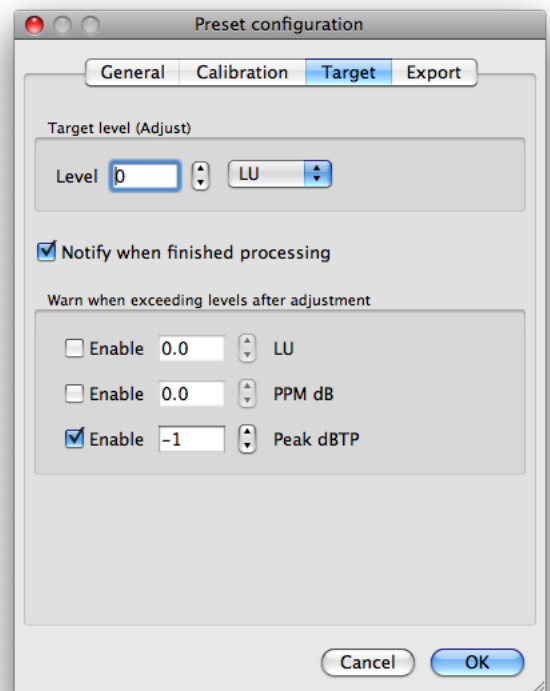 Preset configuration
General Calibration Target Export
Target level (Adjust)
Level 0 LU
Notify when finished processing
Warn when exceeding levels after adjustment
Enable 0.0 LU
Enable 0.0 PPM dB
Enable -1 Peak dBTP
Cancel OK